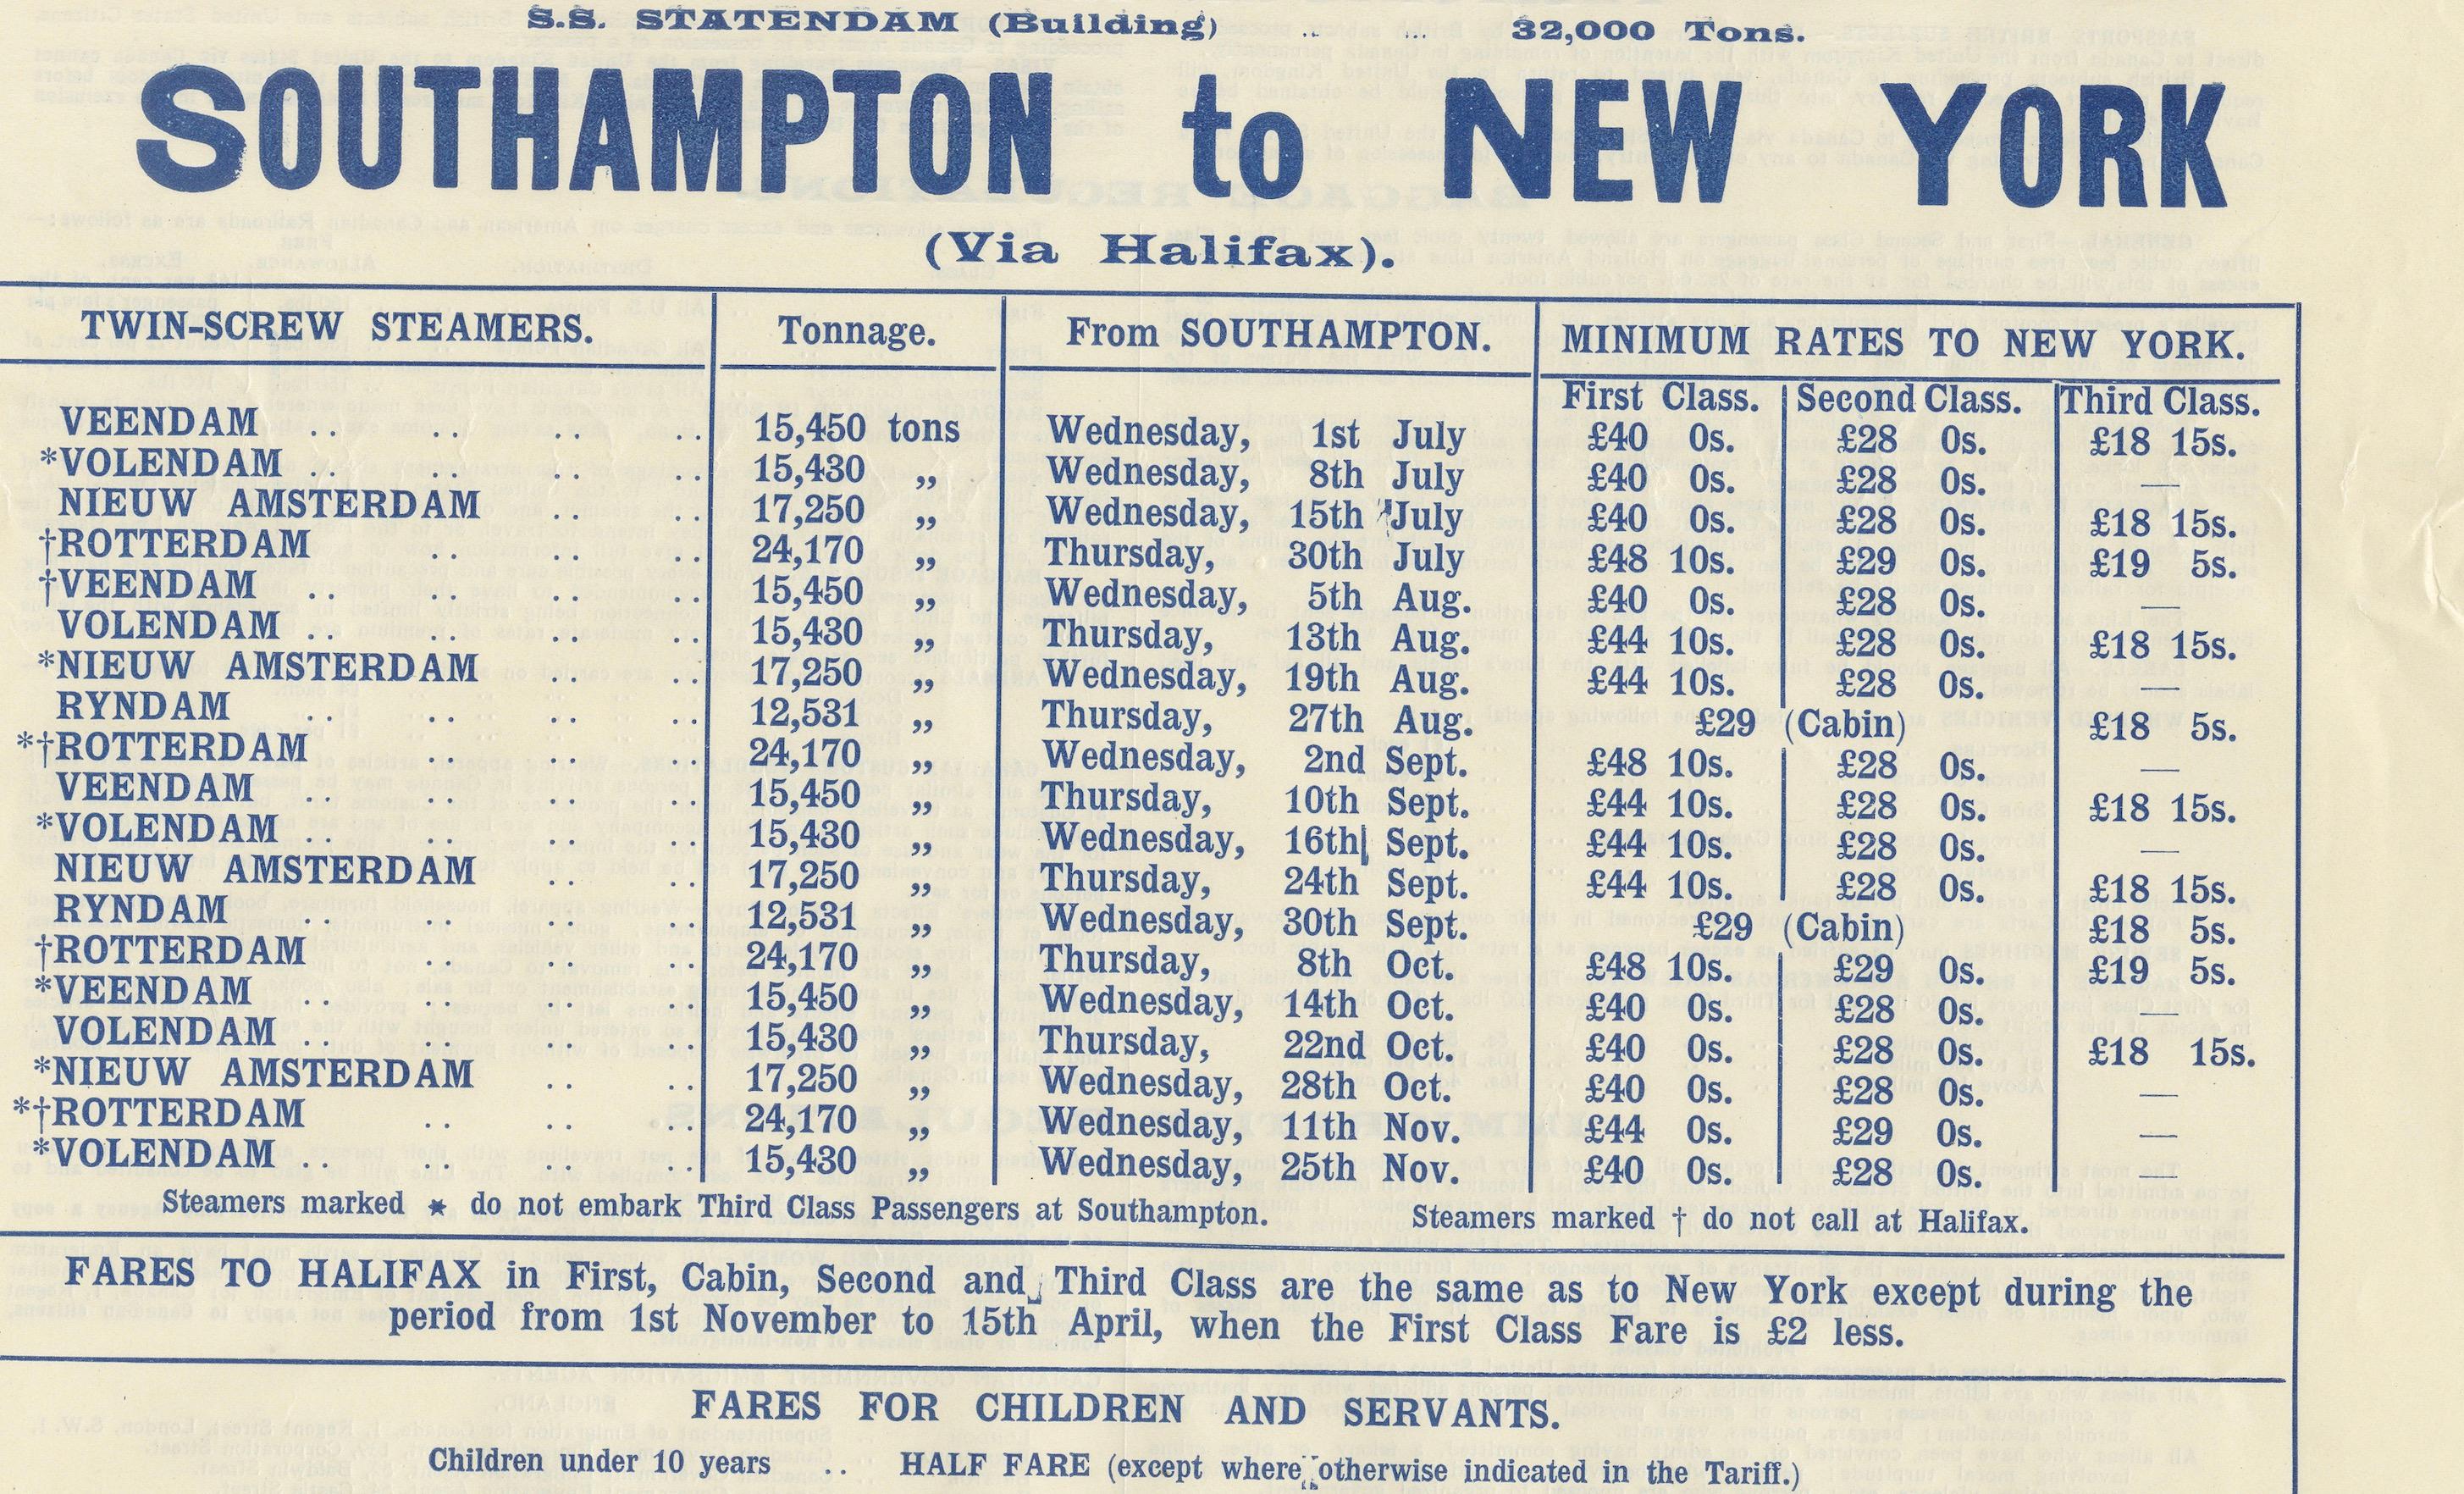 S.S. STATENDAM (Building) .. ... 32,000 Tons.
SOUTHAMPTON to NEW YORK
(Via Halifax).
TWIN-SCREW STEAMERS. Tonnage. From SOUTHAMPTON. MINIMUM RATES TO NEW YORK.
First Class. Second Class. Third Class.
VEENDAM .. .. .. .. 15,450 tons Wednesday, 1st July £40 0s. £28 0s. £18 15s.
*VOLENDAM .. .. .. .. 15,430 ,, Wednesday, 8th July £40 0s. £28 0s. —
NIEUW AMSTERDAM .. .. 17,250 ,, Wednesday, 15th July £40 0s. £28 0s. £18 15s.
†ROTTERDAM .. .. .. 24,170 ,, Thursday, 30th July £48 10s. £29 0s. £19 5s.
†VEENDAM .. .. .. .. 15,450 ,, Wednesday, 5th Aug. £40 0s. £28 0s. —
VOLENDAM .. .. .. .. 15,430 ,, Thursday, 13th Aug. £44 10s. £28 0s. £18 15s.
*NIEUW AMSTERDAM .. .. 17,250 ,, Wednesday, 19th Aug. £44 10s. £28 0s. —
RYNDAM .. .. .. .. 12,531 ,, Thursday, 27th Aug. £29 (Cabin) £18 5s.
*†ROTTERDAM .. .. .. 24,170 ,, Wednesday, 2nd Sept. £48 10s. £28 0s. —
VEENDAM .. .. .. .. 15,450 ,, Thursday, 10th Sept. £44 10s. £28 0s. £18 15s.
*VOLENDAM .. .. .. .. 15,430 ,, Wednesday, 16th Sept. £44 10s. £28 0s. —
NIEUW AMSTERDAM .. .. 17,250 ,, Thursday, 24th Sept. £44 10s. £28 0s. £18 15s.
RYNDAM .. .. .. .. 12,531 ,, Wednesday, 30th Sept. £29 (Cabin) £18 5s.
†ROTTERDAM .. .. .. 24,170 ,, Thursday, 8th Oct. £48 10s. £29 0s. £19 5s.
*VEENDAM .. .. .. .. 15,450 ,, Wednesday, 14th Oct. £40 0s. £28 0s. —
VOLENDAM .. .. .. .. 15,430 ,, Thursday, 22nd Oct. £40 0s. £28 0s. £18 15s.
*NIEUW AMSTERDAM .. .. 17,250 ,, Wednesday, 28th Oct. £40 0s. £28 0s. —
*†ROTTERDAM .. .. .. 24,170 ,, Wednesday, 11th Nov. £44 0s. £29 0s. —
*VOLENDAM .. .. .. .. 15,430 ,, Wednesday, 25th Nov. £40 0s. £28 0s. —
Steamers marked * do not embark Third Class Passengers at Southampton. Steamers marked † do not call at Halifax.
FARES TO HALIFAX in First, Cabin, Second and Third Class are the same as to New York except during the
period from 1st November to 15th April, when the First Class Fare is £2 less.
FARES FOR CHILDREN AND SERVANTS.
Children under 10 years .. HALF FARE (except where otherwise indicated in the Tariff.)